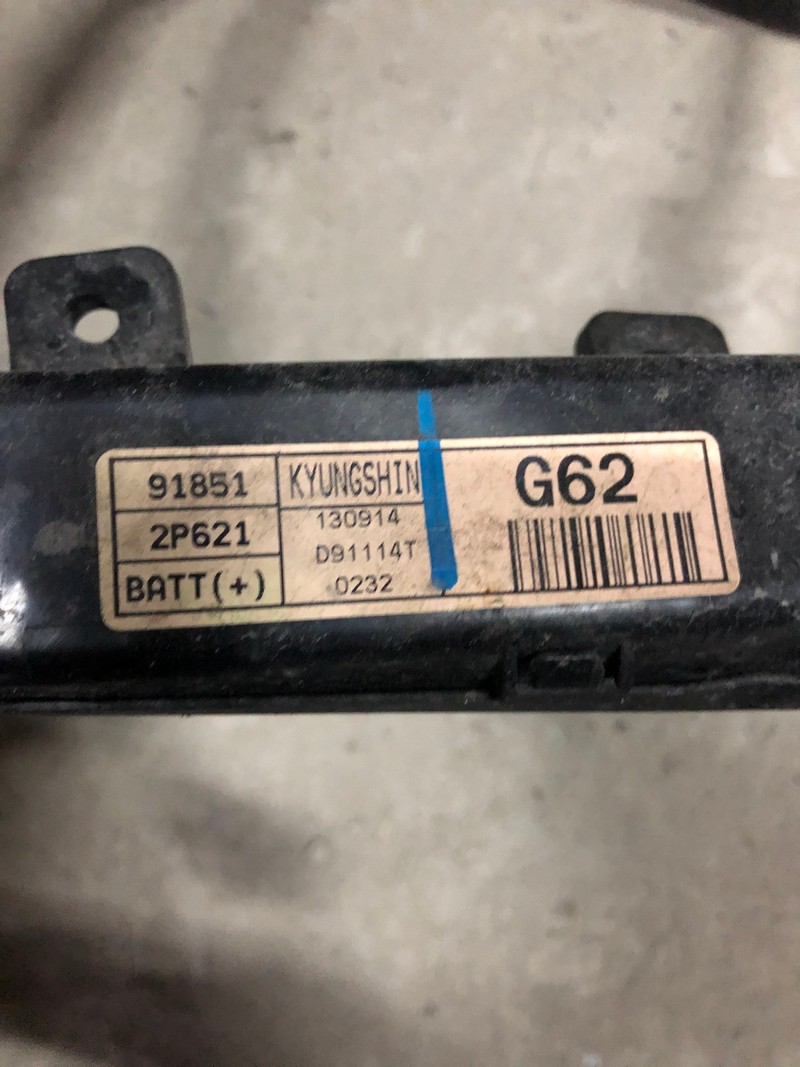 91851
2P621
BATT(+)
KYUNGSHIN
130914
D91114T
0232
G62